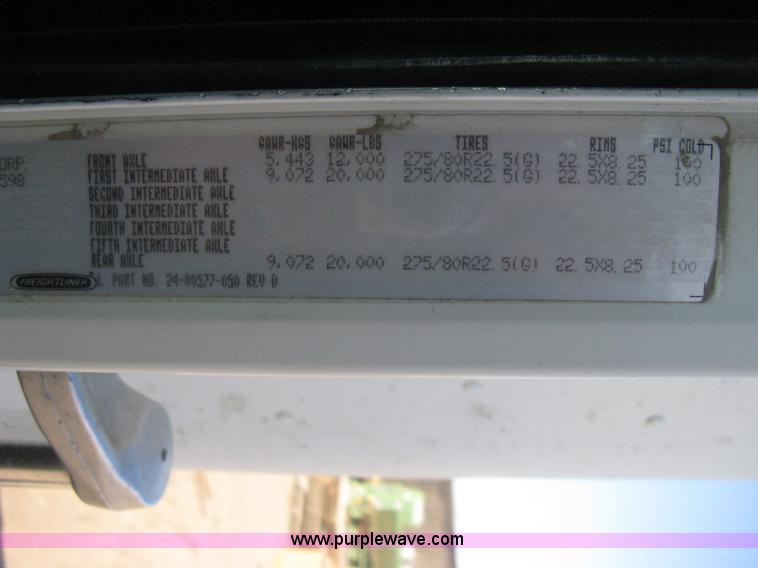 GAWR-KGS GAWR-LBS TIRES RIMS PSI COLD
ORP. FRONT AXLE 5,443 12,000 275/80R22.5(G) 22.5X8.25 100
598 FIRST INTERMEDIATE AXLE 9,072 20,000 275/80R22.5(G) 22.5X8.25 100
SECOND INTERMEDIATE AXLE
THIRD INTERMEDIATE AXLE
FOURTH INTERMEDIATE AXLE
FIFTH INTERMEDIATE AXLE
REAR AXLE 9,072 20,000 275/80R22.5(G) 22.5X8.25 100
FREIGHTLINER L PART NO. 24-00577-050 REV D
www.purplewave.com